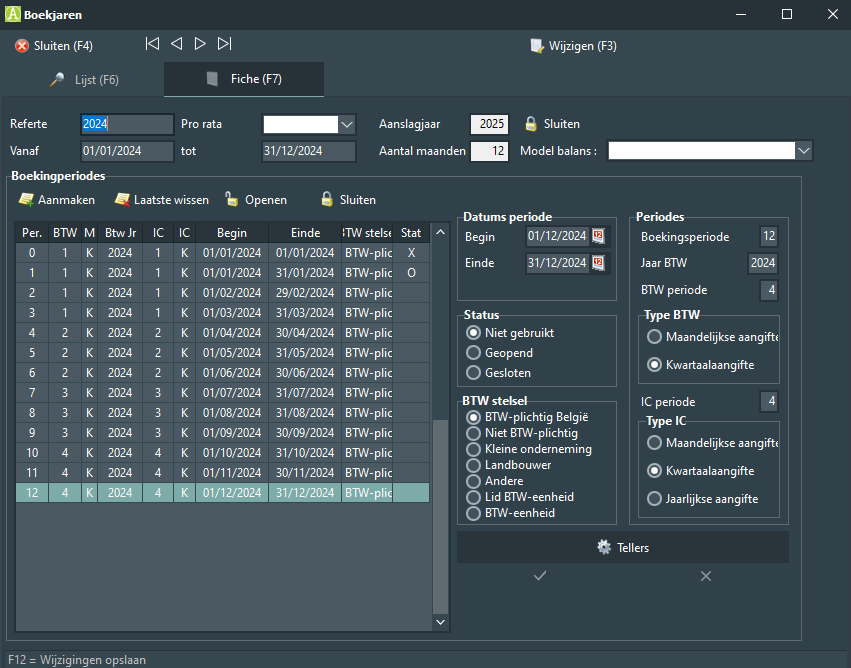 Boekjaren
Sluiten (F4) Wijzigen (F3)
Lijst (F6) Fiche (F7)
Referte 2024 Pro rata Aanslagjaar 2025 Sluiten
Vanaf 01/01/2024 tot 31/12/2024 Aantal maanden 12 Model balans :
Boekingperiodes
Aanmaken Laatste wissen Openen Sluiten
Per. BTW M Btw Jr IC IC Begin Einde BTW stelse Stat
0 1 K 2024 1 K 01/01/2024 01/01/2024 BTW-plic X
1 1 K 2024 1 K 01/01/2024 31/01/2024 BTW-plic O
2 1 K 2024 1 K 01/02/2024 29/02/2024 BTW-plic
3 1 K 2024 1 K 01/03/2024 31/03/2024 BTW-plic
4 2 K 2024 2 K 01/04/2024 30/04/2024 BTW-plic
5 2 K 2024 2 K 01/05/2024 31/05/2024 BTW-plic
6 2 K 2024 2 K 01/06/2024 30/06/2024 BTW-plic
7 3 K 2024 3 K 01/07/2024 31/07/2024 BTW-plic
8 3 K 2024 3 K 01/08/2024 31/08/2024 BTW-plic
9 3 K 2024 3 K 01/09/2024 30/09/2024 BTW-plic
10 4 K 2024 4 K 01/10/2024 31/10/2024 BTW-plic
11 4 K 2024 4 K 01/11/2024 30/11/2024 BTW-plic
12 4 K 2024 4 K 01/12/2024 31/12/2024 BTW-plic
Datums periode
Begin 01/12/2024
Einde 31/12/2024
Status
Niet gebruikt
Geopend
Gesloten
BTW stelsel
BTW-plichtig België
Niet BTW-plichtig
Kleine onderneming
Landbouwer
Andere
Lid BTW-eenheid
BTW-eenheid
Periodes
Boekingsperiode 12
Jaar BTW 2024
BTW periode 4
Type BTW
Maandelijkse aangifte
Kwartaalaangifte
IC periode 4
Type IC
Maandelijkse aangifte
Kwartaalaangifte
Jaarlijkse aangifte
Tellers
F12 = Wijzigingen opslaan